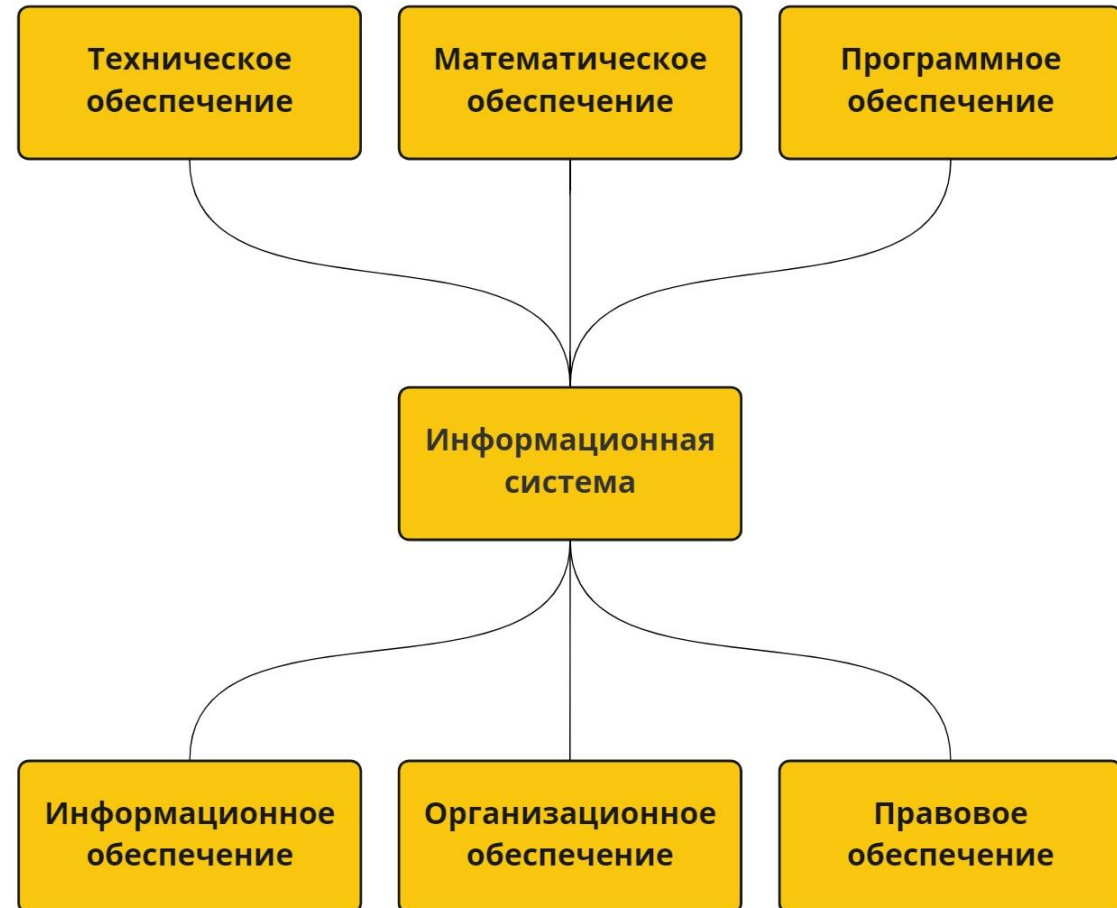 Техническое
обеспечение
Математическое
обеспечение
Программное
обеспечение
Информационная
система
Информационное
обеспечение
Организационное
обеспечение
Правовое
обеспечение